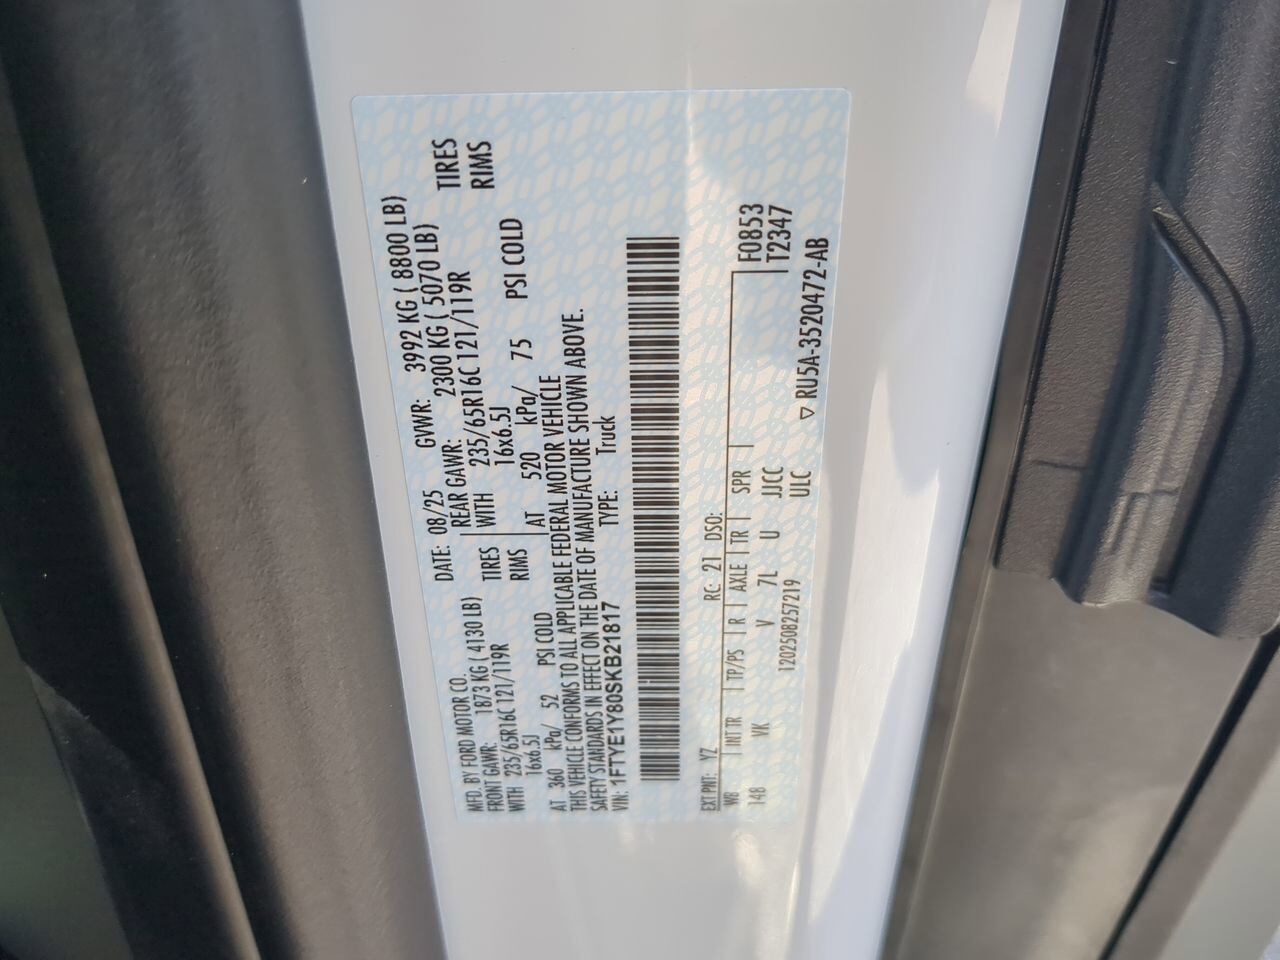 MFD. BY FORD MOTOR CO. DATE: 08/25 GVWR: 3992 KG ( 8800 LB)
FRONT GAWR: 1873 KG ( 4130 LB) REAR GAWR: 2300 KG ( 5070 LB)
WITH 235/65R16C 121/119R TIRES WITH 235/65R16C 121/119R TIRES
16x6.5J RIMS 16x6.5J RIMS
AT 360 kPa/ 52 PSI COLD AT 520 kPa/ 75 PSI COLD
THIS VEHICLE CONFORMS TO ALL APPLICABLE FEDERAL MOTOR VEHICLE
SAFETY STANDARDS IN EFFECT ON THE DATE OF MANUFACTURE SHOWN ABOVE.
VIN: 1FTYE1Y80SKB21817 TYPE: Truck
EXT PNT: YZ RC: 21 DSO: F0853
WB INT TR TP/PS R AXLE TR SPR T2347
148 VK V 7L U JJCC
ULC
1202508257219 ▽ RU5A-3520472-AB